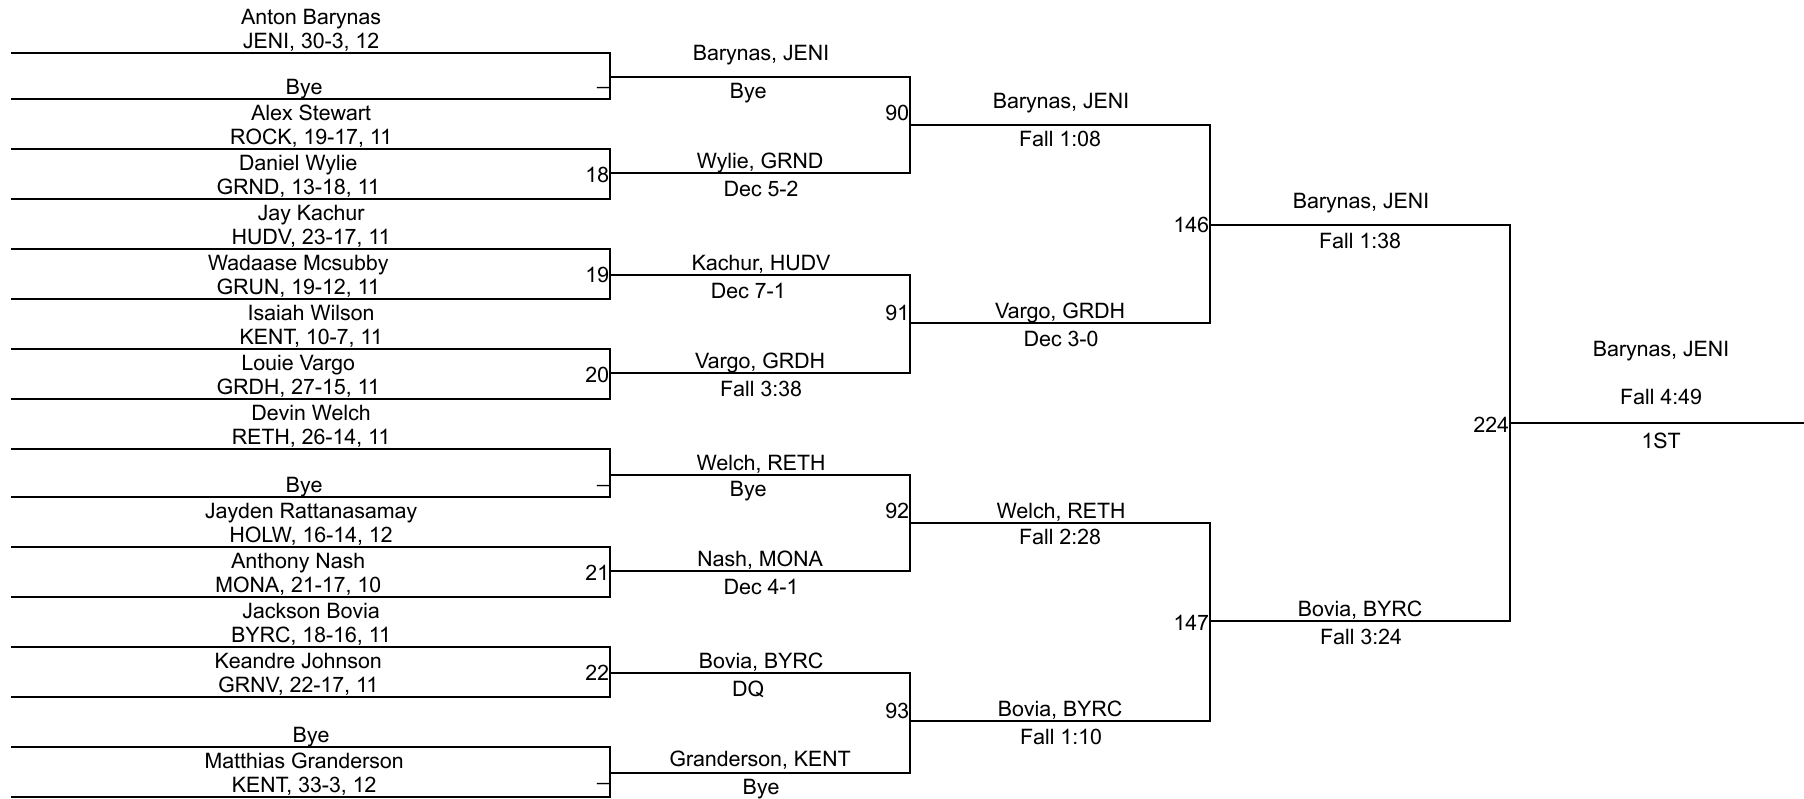 Anton Barynas
JENI, 30-3, 12
Bye
Alex Stewart
ROCK, 19-17, 11
Daniel Wylie
GRND, 13-18, 11
Jay Kachur
HUDV, 23-17, 11
Wadaase Mcsubby
GRUN, 19-12, 11
Isaiah Wilson
KENT, 10-7, 11
Louie Vargo
GRDH, 27-15, 11
Devin Welch
RETH, 26-14, 11
Bye
Jayden Rattanasamay
HOLW, 16-14, 12
Anthony Nash
MONA, 21-17, 10
Jackson Bovia
BYRC, 18-16, 11
Keandre Johnson
GRNV, 22-17, 11
Bye
Matthias Granderson
KENT, 33-3, 12
–
18
19
20
–
21
22
–
Barynas, JENI
Bye
Wylie, GRND
Dec 5-2
Kachur, HUDV
Dec 7-1
Vargo, GRDH
Fall 3:38
Welch, RETH
Bye
Nash, MONA
Dec 4-1
Bovia, BYRC
DQ
Granderson, KENT
Bye
90
91
92
93
Barynas, JENI
Fall 1:08
Vargo, GRDH
Dec 3-0
Welch, RETH
Fall 2:28
Bovia, BYRC
Fall 1:10
146
147
Barynas, JENI
Fall 1:38
Bovia, BYRC
Fall 3:24
224
Barynas, JENI
Fall 4:49
1ST